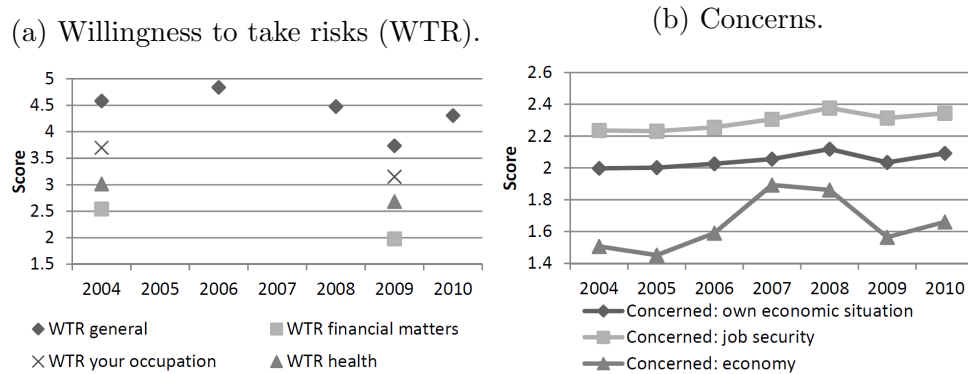 (a) Willingness to take risks (WTR).
5
4.5
4
3.5
3
2.5
2
1.5
Score
2004 2005 2006 2007 2008 2009 2010
WTR general
WTR financial matters
WTR your occupation
WTR health
(b) Concerns.
2.6
2.4
2.2
2
1.8
1.6
1.4
Score
2004 2005 2006 2007 2008 2009 2010
Concerned: own economic situation
Concerned: job security
Concerned: economy